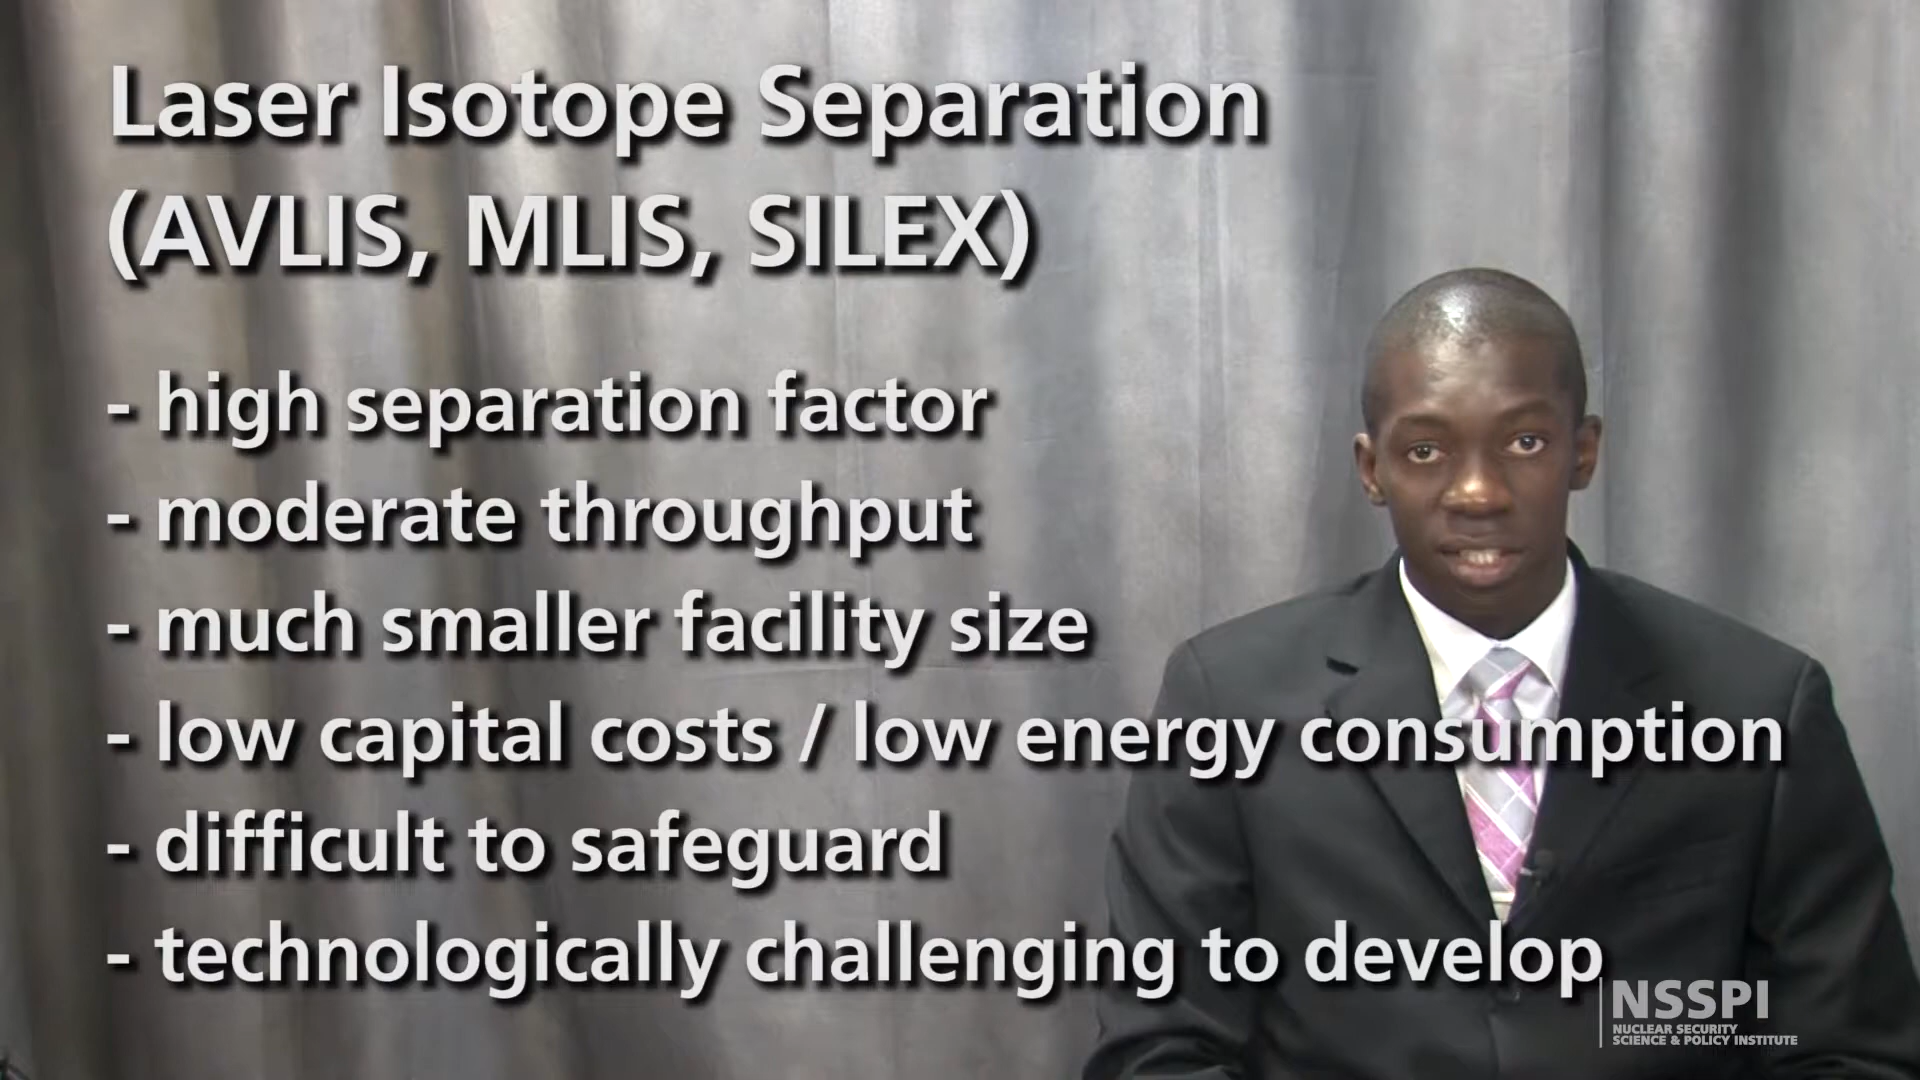 Laser Isotope Separation
(AVLIS, MLIS, SILEX)
- high separation factor
- moderate throughput
- much smaller facility size
- low capital costs / low energy consumption
- difficult to safeguard
- technologically challenging to develop
NSSPI
NUCLEAR SECURITY
SCIENCE & POLICY INSTITUTE